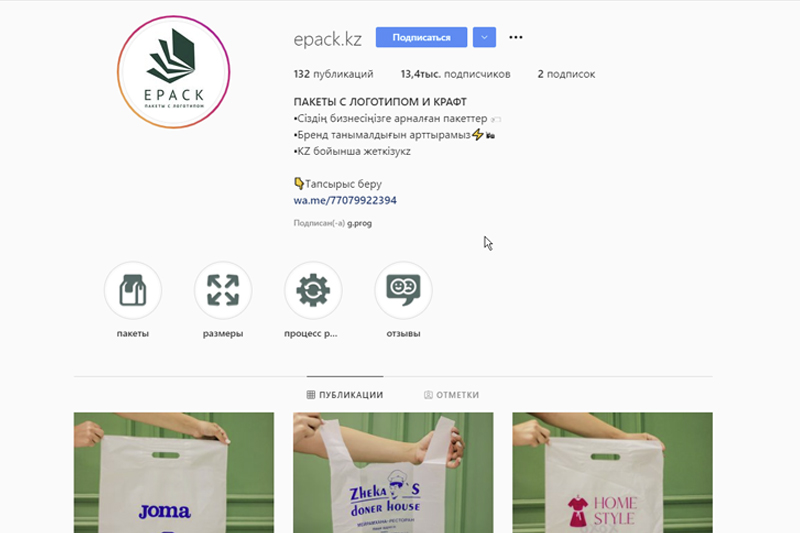 epack.kz
Подписаться
132 публикаций 13,4тыс. подписчиков 2 подписок
ПАКЕТЫ С ЛОГОТИПОМ И КРАФТ
•Сіздің бизнесіңізге арналған пакеттер
•Бренд танымалдығын арттырамыз⚡
•KZ бойынша жеткізукz
👇Тапсырыс беру
wa.me/77079922394
Подписан(-а) g.prog
EPACK
ПАКЕТЫ С ЛОГОТИПОМ
пакеты размеры процесс р... отзывы
ПУБЛИКАЦИИ ОТМЕТКИ
Joma
Zheka's
doner house
HOME
STYLE